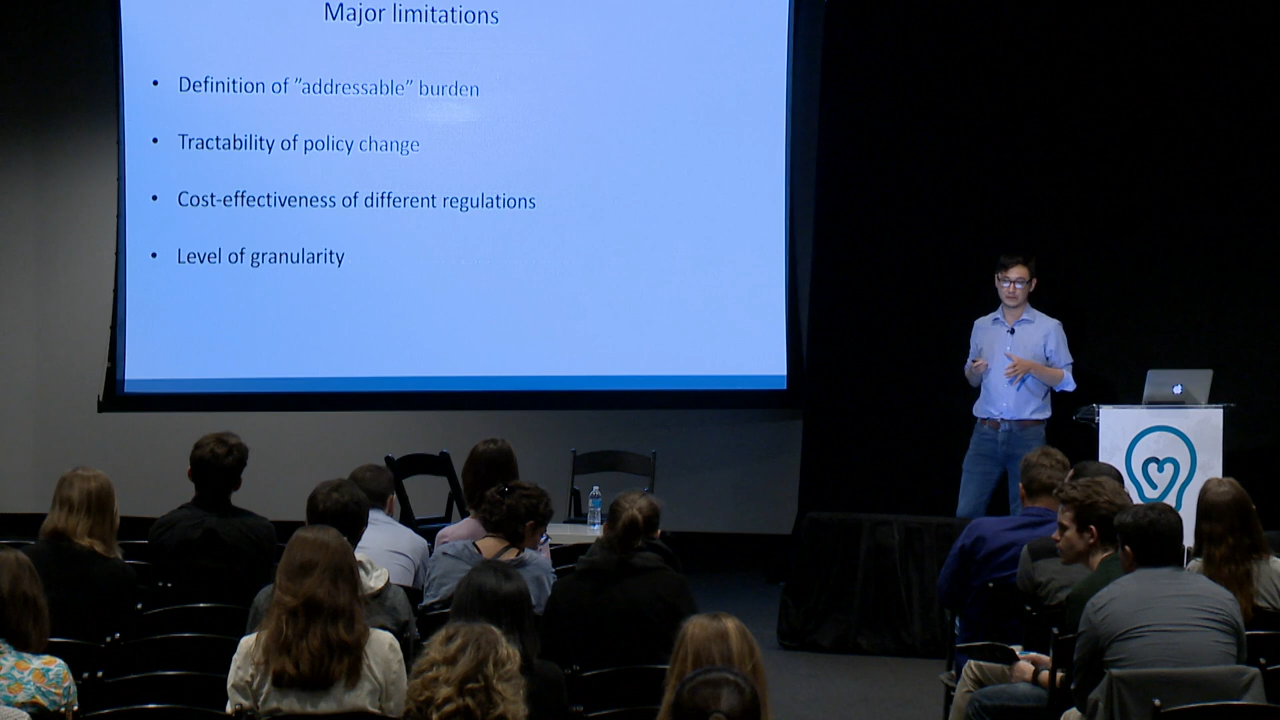 Major limitations
• Definition of ”addressable” burden
• Tractability of policy change
• Cost-effectiveness of different regulations
• Level of granularity